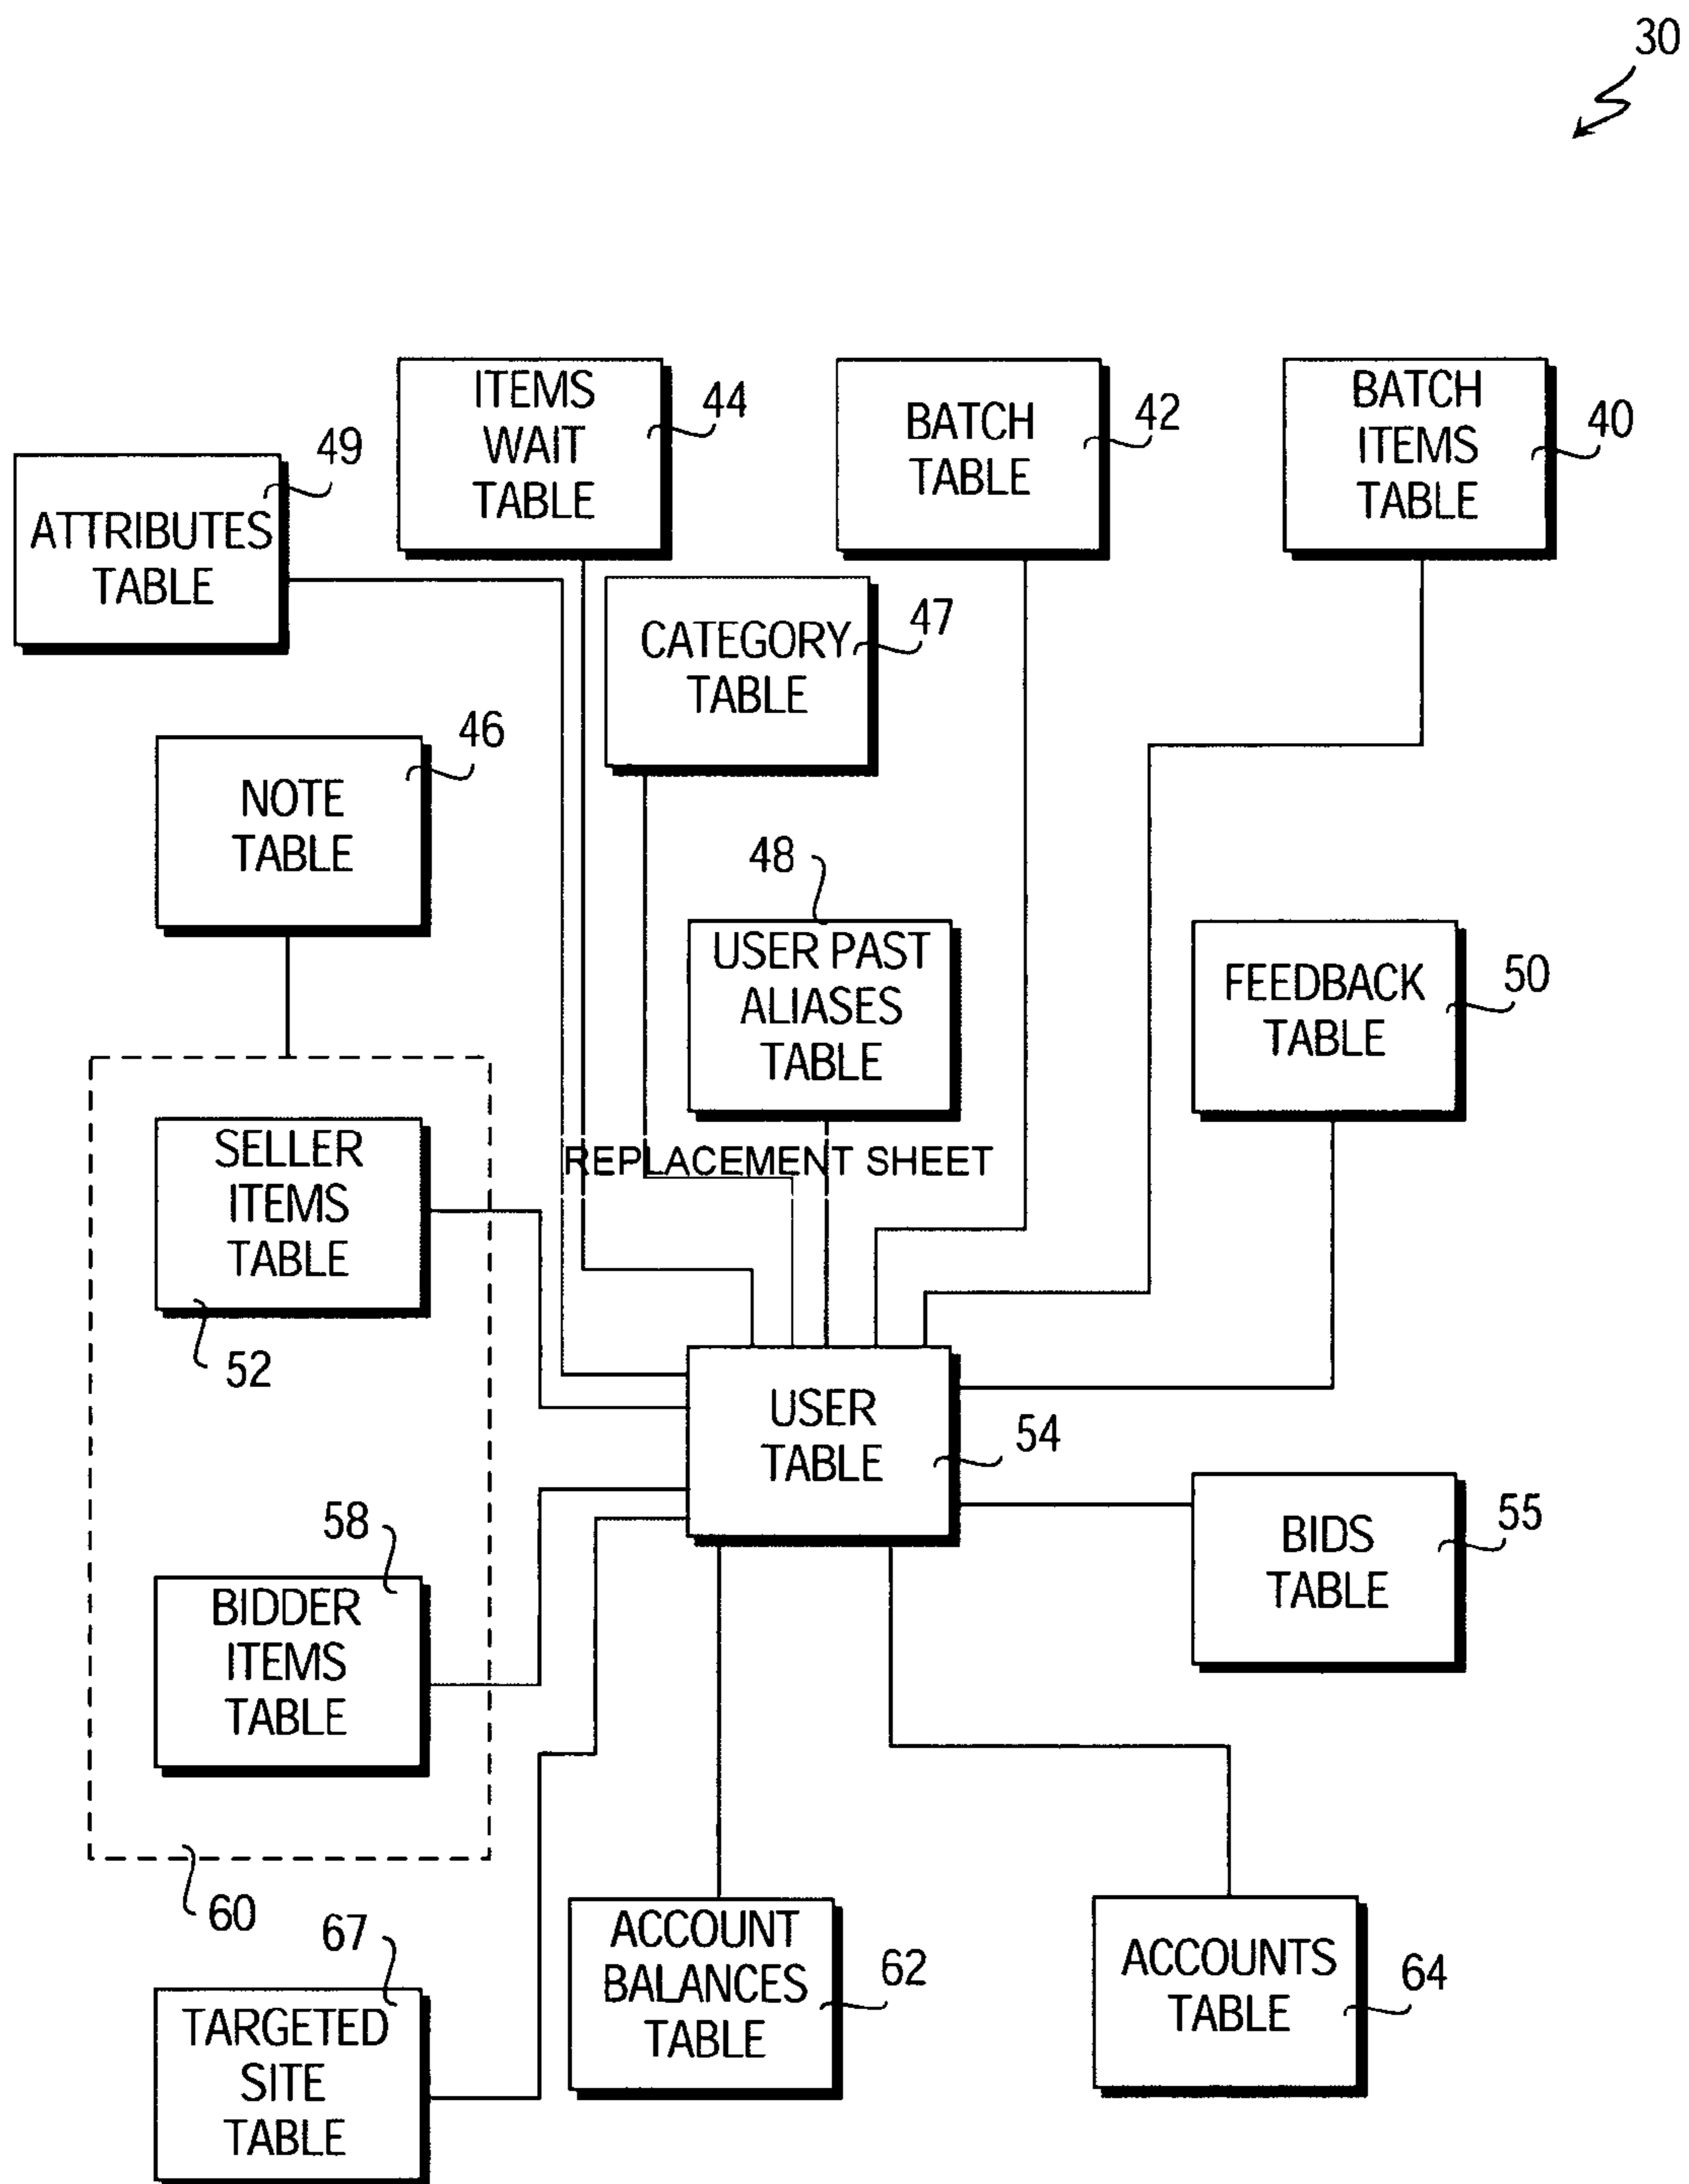 30
ITEMS
WAIT
TABLE
44
BATCH
TABLE
42
BATCH
ITEMS
TABLE
40
ATTRIBUTES
TABLE
49
CATEGORY
TABLE
47
NOTE
TABLE
46
48
USER PAST
ALIASES
TABLE
FEEDBACK
TABLE
50
REPLACEMENT SHEET
SELLER
ITEMS
TABLE
52
USER
TABLE
54
58
BIDDER
ITEMS
TABLE
BIDS
TABLE
55
60
67
TARGETED
SITE
TABLE
ACCOUNT
BALANCES
TABLE
62
ACCOUNTS
TABLE
64